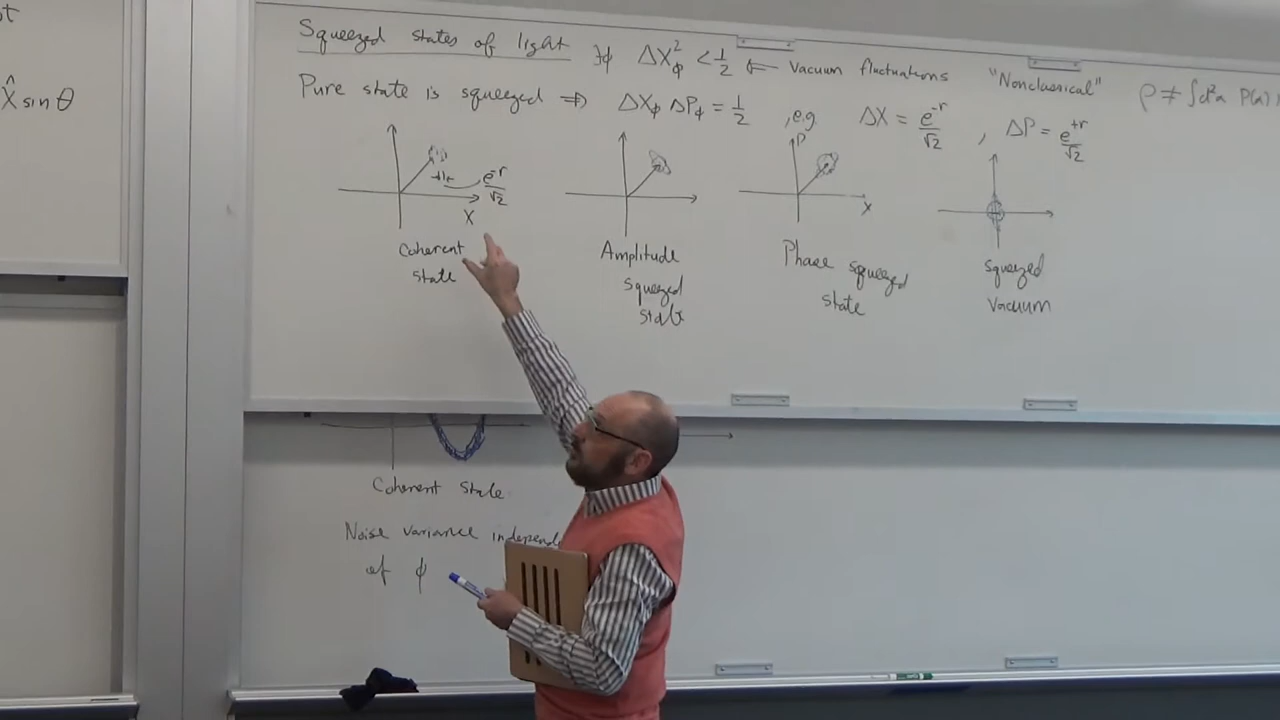 X̂ sin θ
Squeezed states of light ∃ϕ ΔX²_ϕ < 1/2 ← Vacuum fluctuations "Nonclassical"
Pure state is squeezed ⇒ ΔX_ϕ ΔP_ϕ = 1/2 , e.g ΔX = e^{-r}/√2 , ΔP = e^{+r}/√2 ρ ≠ ∫d²α P(α)
e^{-r}/√2
X
P
X
Coherent
state
Amplitude
squeezed
state
Phase squeezed
state
Squeezed
vacuum
Coherent State
Noise variance independe
of ϕ